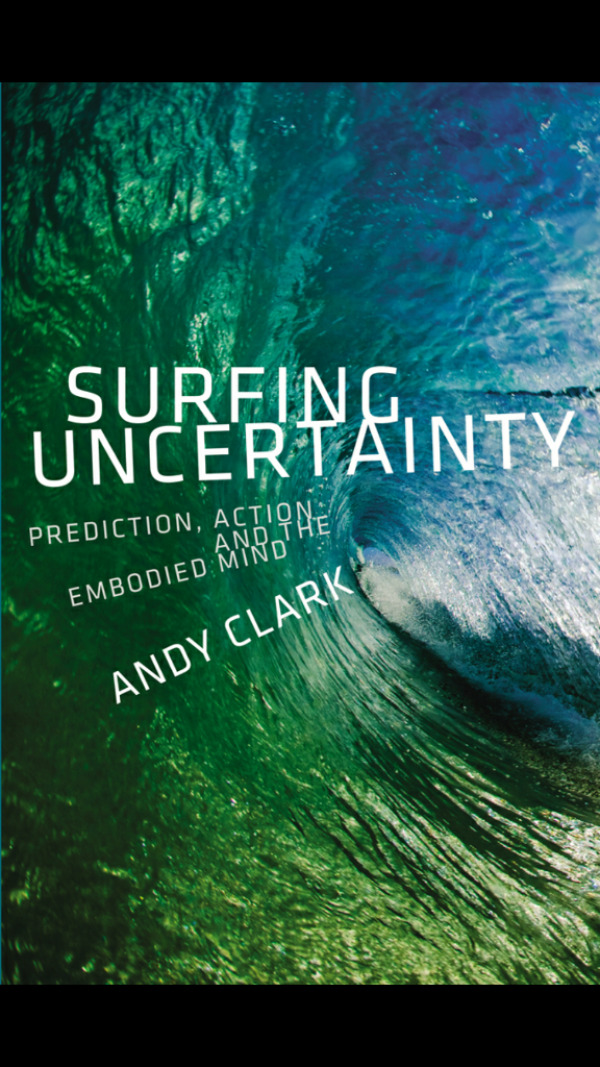 SURFING
UNCERTAINTY
PREDICTION, ACTION
AND THE
EMBODIED MIND
ANDY CLARK